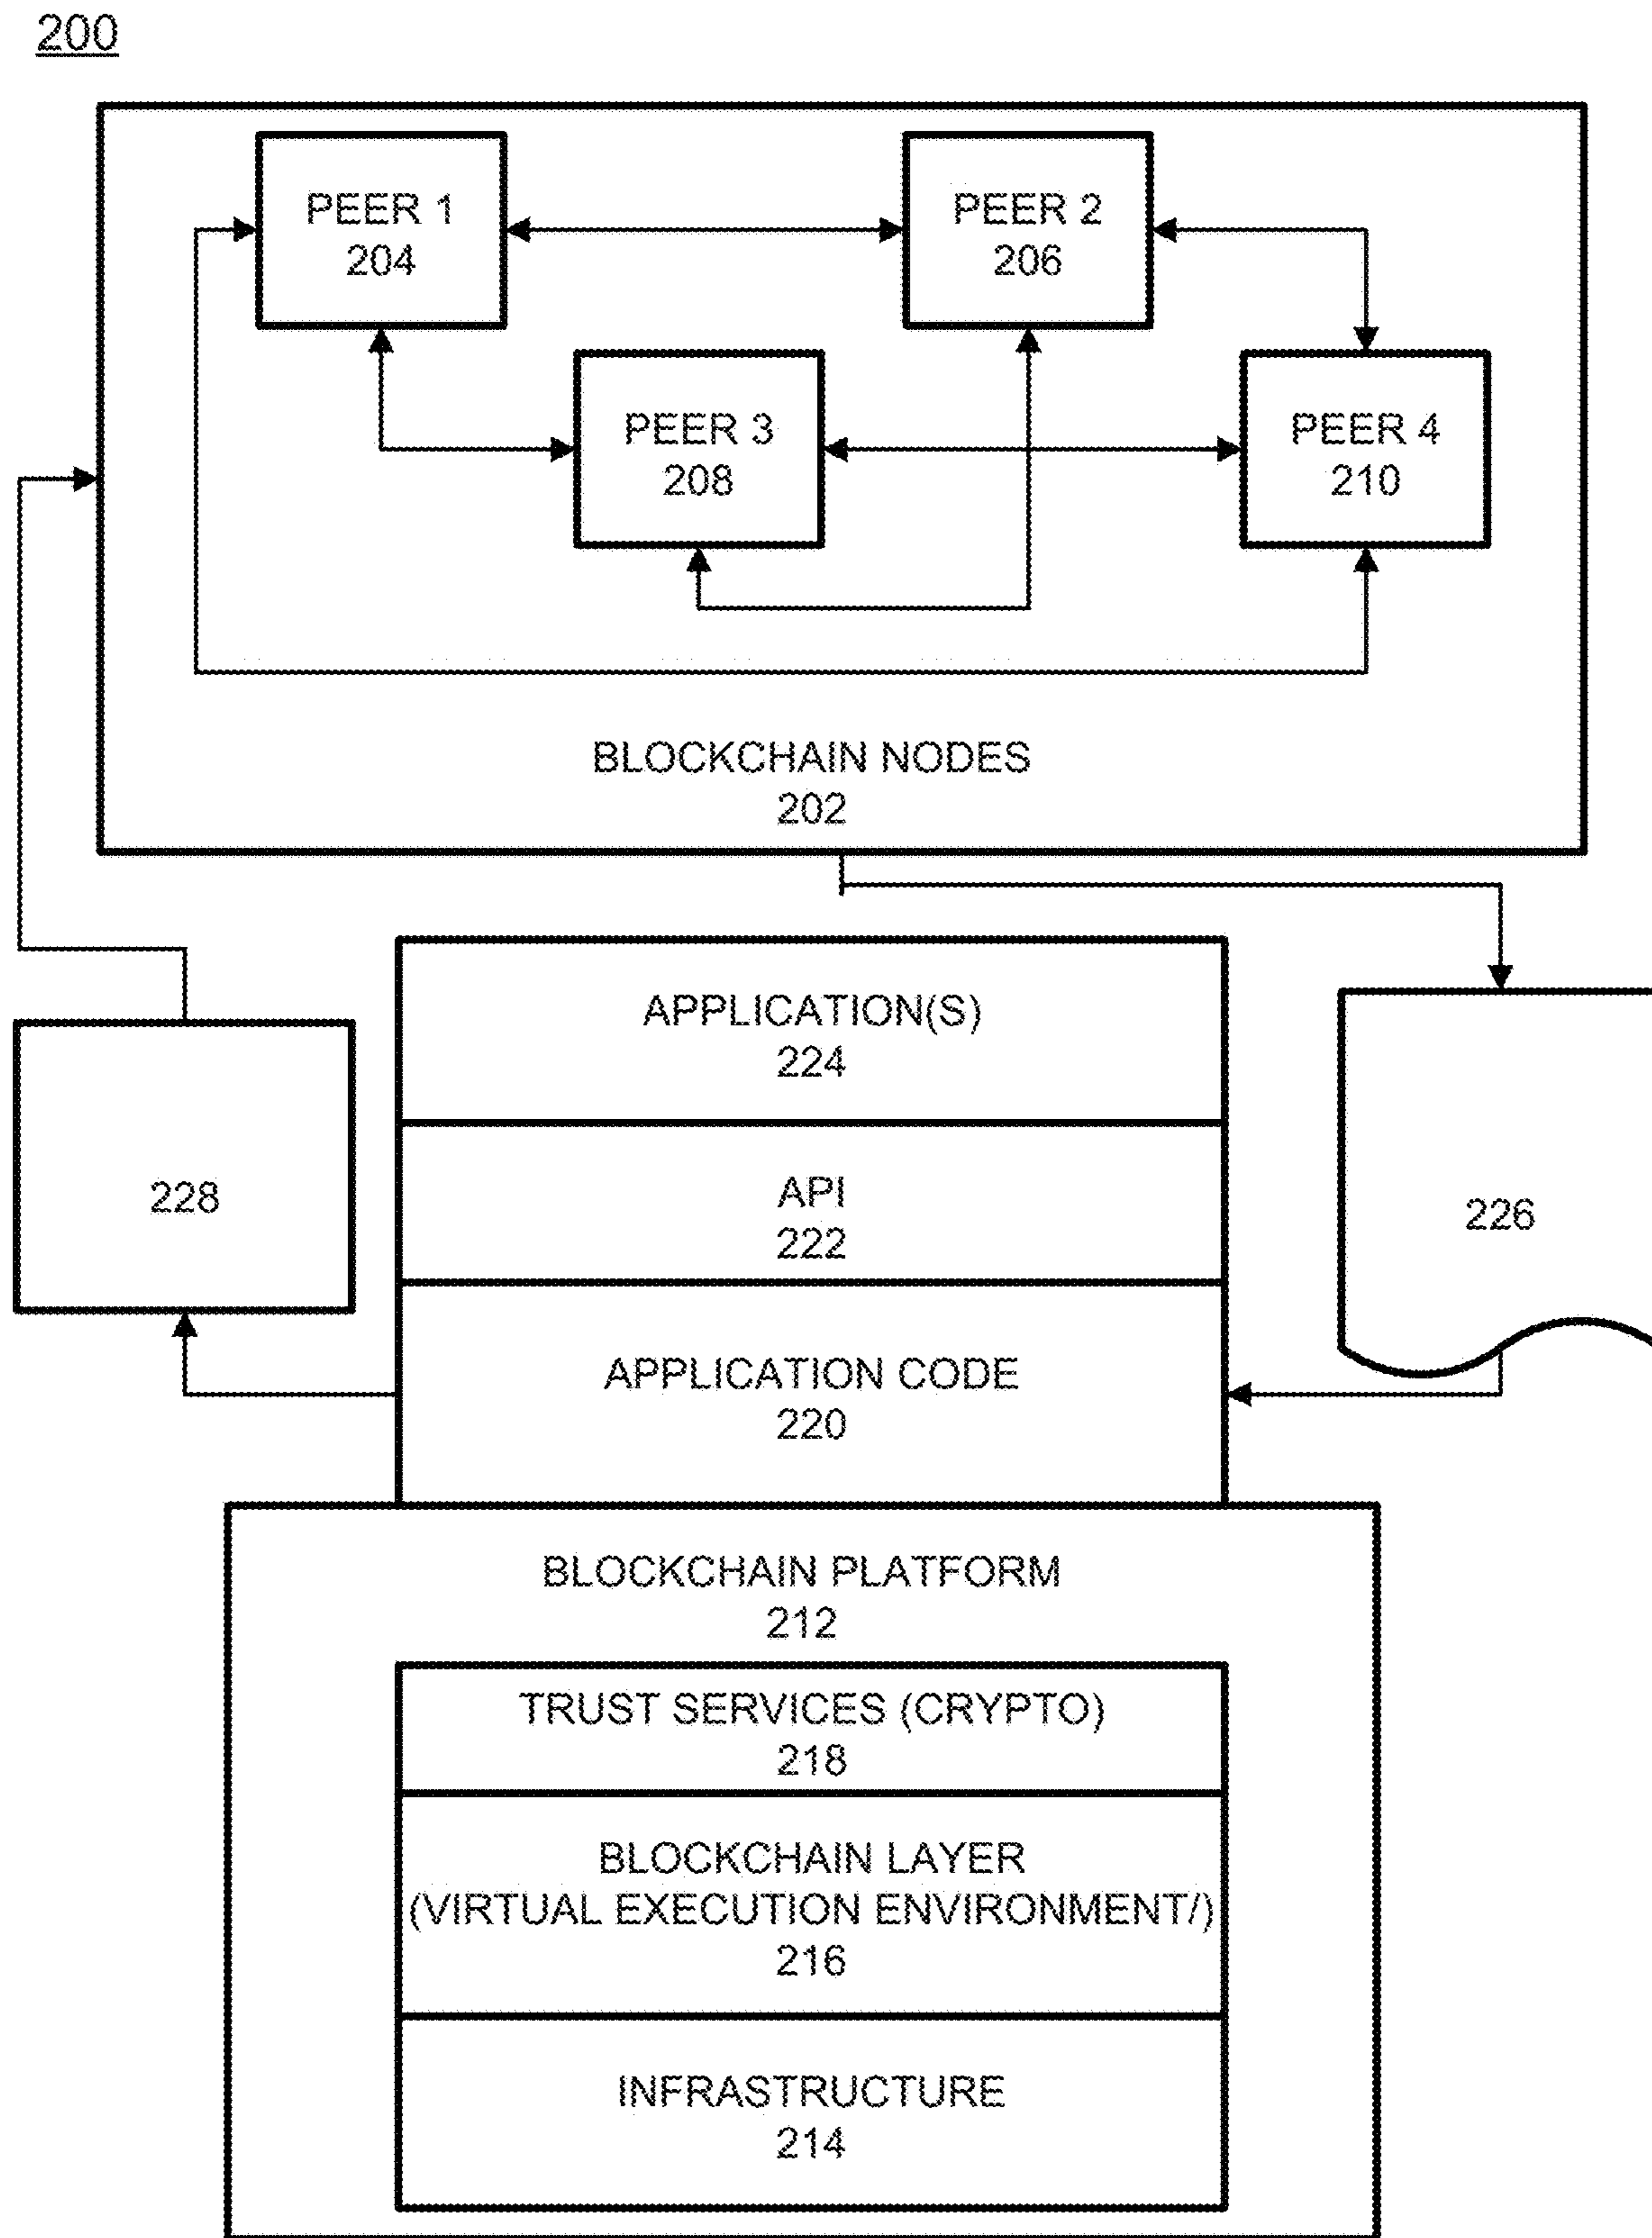 200
PEER 1
204
PEER 2
206
PEER 3
208
PEER 4
210
BLOCKCHAIN NODES
202
APPLICATION(S)
224
API
222
228
226
APPLICATION CODE
220
BLOCKCHAIN PLATFORM
212
TRUST SERVICES (CRYPTO)
218
BLOCKCHAIN LAYER
(VIRTUAL EXECUTION ENVIRONMENT/)
216
INFRASTRUCTURE
214